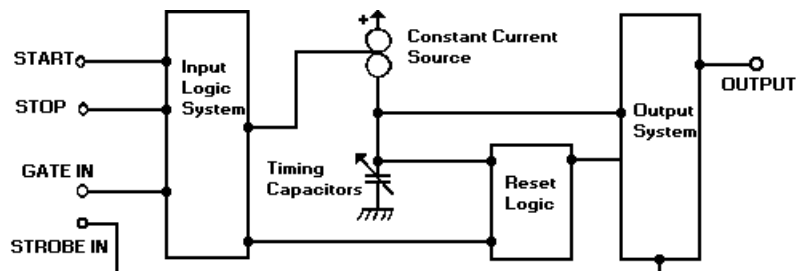 START
STOP
GATE IN
STROBE IN
Input
Logic
System
+
Constant Current
Source
Timing
Capacitors
Reset
Logic
Output
System
OUTPUT